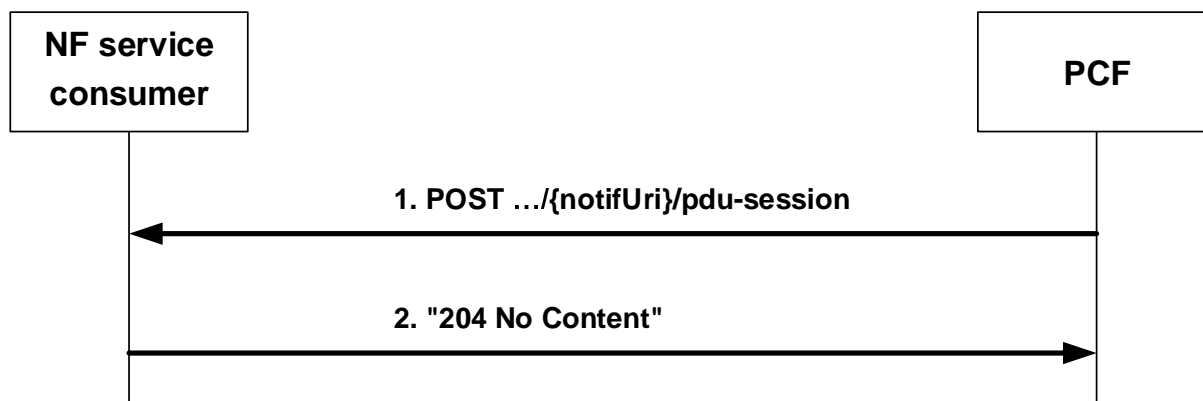 NF service
consumer
PCF
1. POST …/{notifUri}/pdu-session
2. "204 No Content"